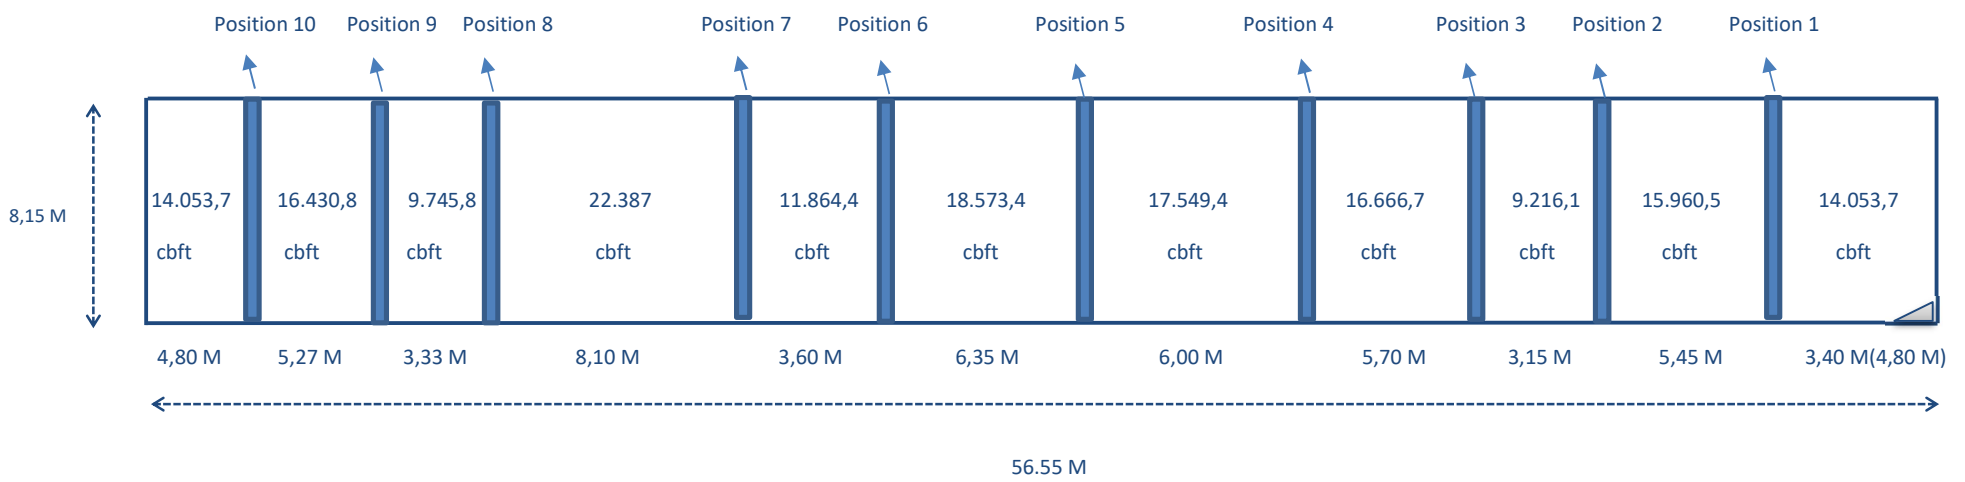 Position 10 Position 9 Position 8 Position 7 Position 6 Position 5 Position 4 Position 3 Position 2 Position 1
14.053,7 16.430,8 9.745,8 22.387 11.864,4 18.573,4 17.549,4 16.666,7 9.216,1 15.960,5 14.053,7
8,15 M
cbft cbft cbft cbft cbft cbft cbft cbft cbft cbft cbft
4,80 M 5,27 M 3,33 M 8,10 M 3,60 M 6,35 M 6,00 M 5,70 M 3,15 M 5,45 M 3,40 M(4,80 M)
56.55 M